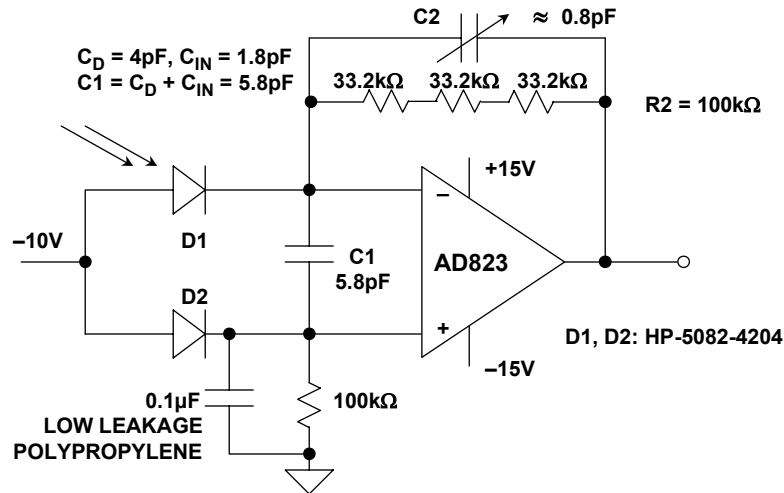 C2 ≈ 0.8pF
C_D = 4pF, C_IN = 1.8pF
C1 = C_D + C_IN = 5.8pF
33.2kΩ 33.2kΩ 33.2kΩ
R2 = 100kΩ
+15V
–
D1
–10V
C1
5.8pF
AD823
D2
+
D1, D2: HP-5082-4204
–15V
0.1µF
100kΩ
LOW LEAKAGE
POLYPROPYLENE